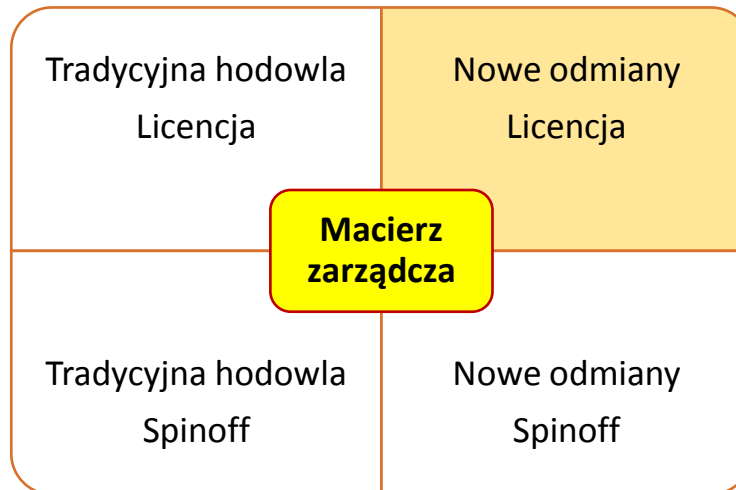 Tradycyjna hodowla
Licencja
Nowe odmiany
Licencja
Macierz
zarządcza
Tradycyjna hodowla
Spinoff
Nowe odmiany
Spinoff